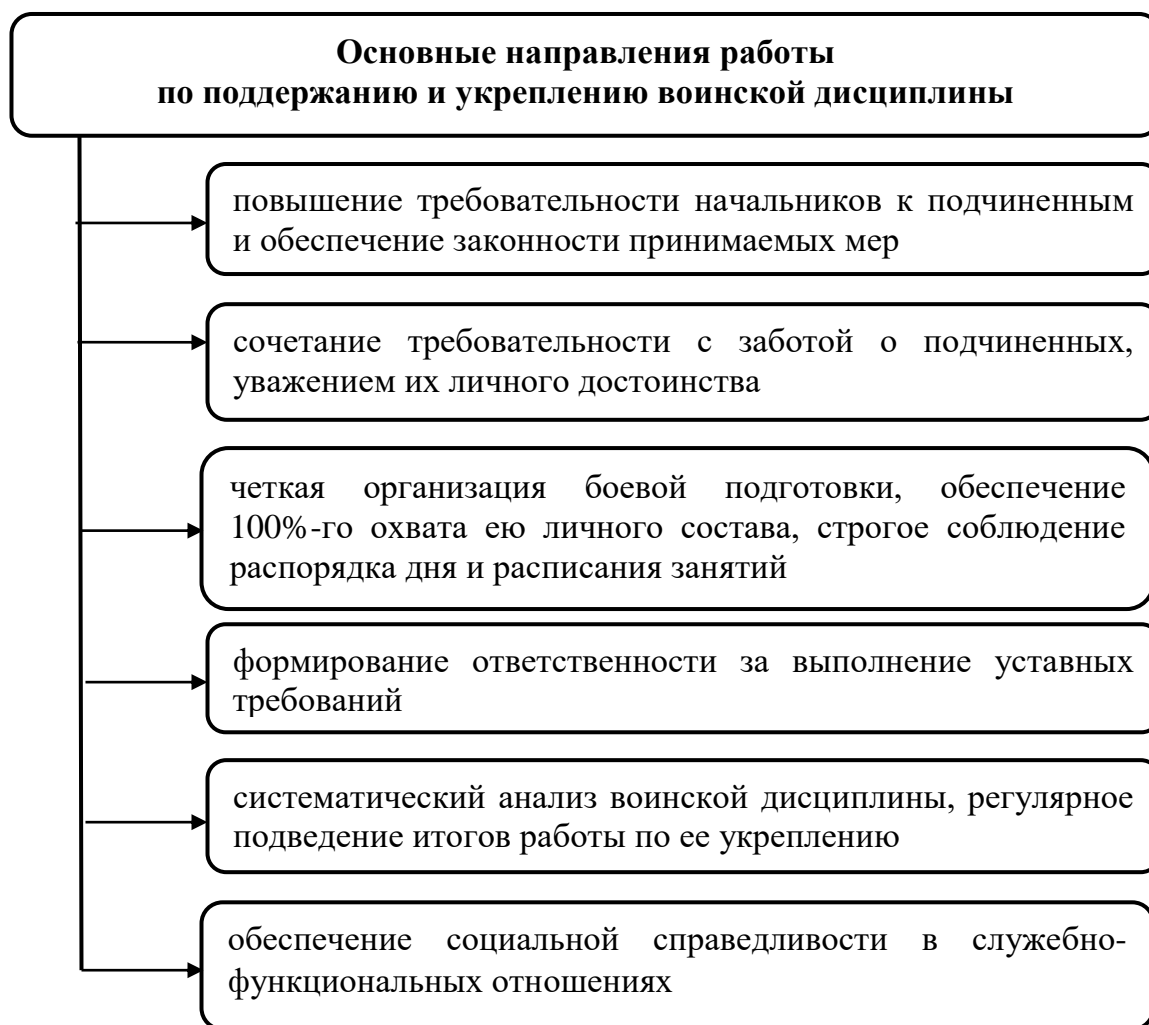 Основные направления работы
по поддержанию и укреплению воинской дисциплины
повышение требовательности начальников к подчиненным
и обеспечение законности принимаемых мер
сочетание требовательности с заботой о подчиненных,
уважением их личного достоинства
четкая организация боевой подготовки, обеспечение
100%-го охвата ею личного состава, строгое соблюдение
распорядка дня и расписания занятий
формирование ответственности за выполнение уставных
требований
систематический анализ воинской дисциплины, регулярное
подведение итогов работы по ее укреплению
обеспечение социальной справедливости в служебно-
функциональных отношениях